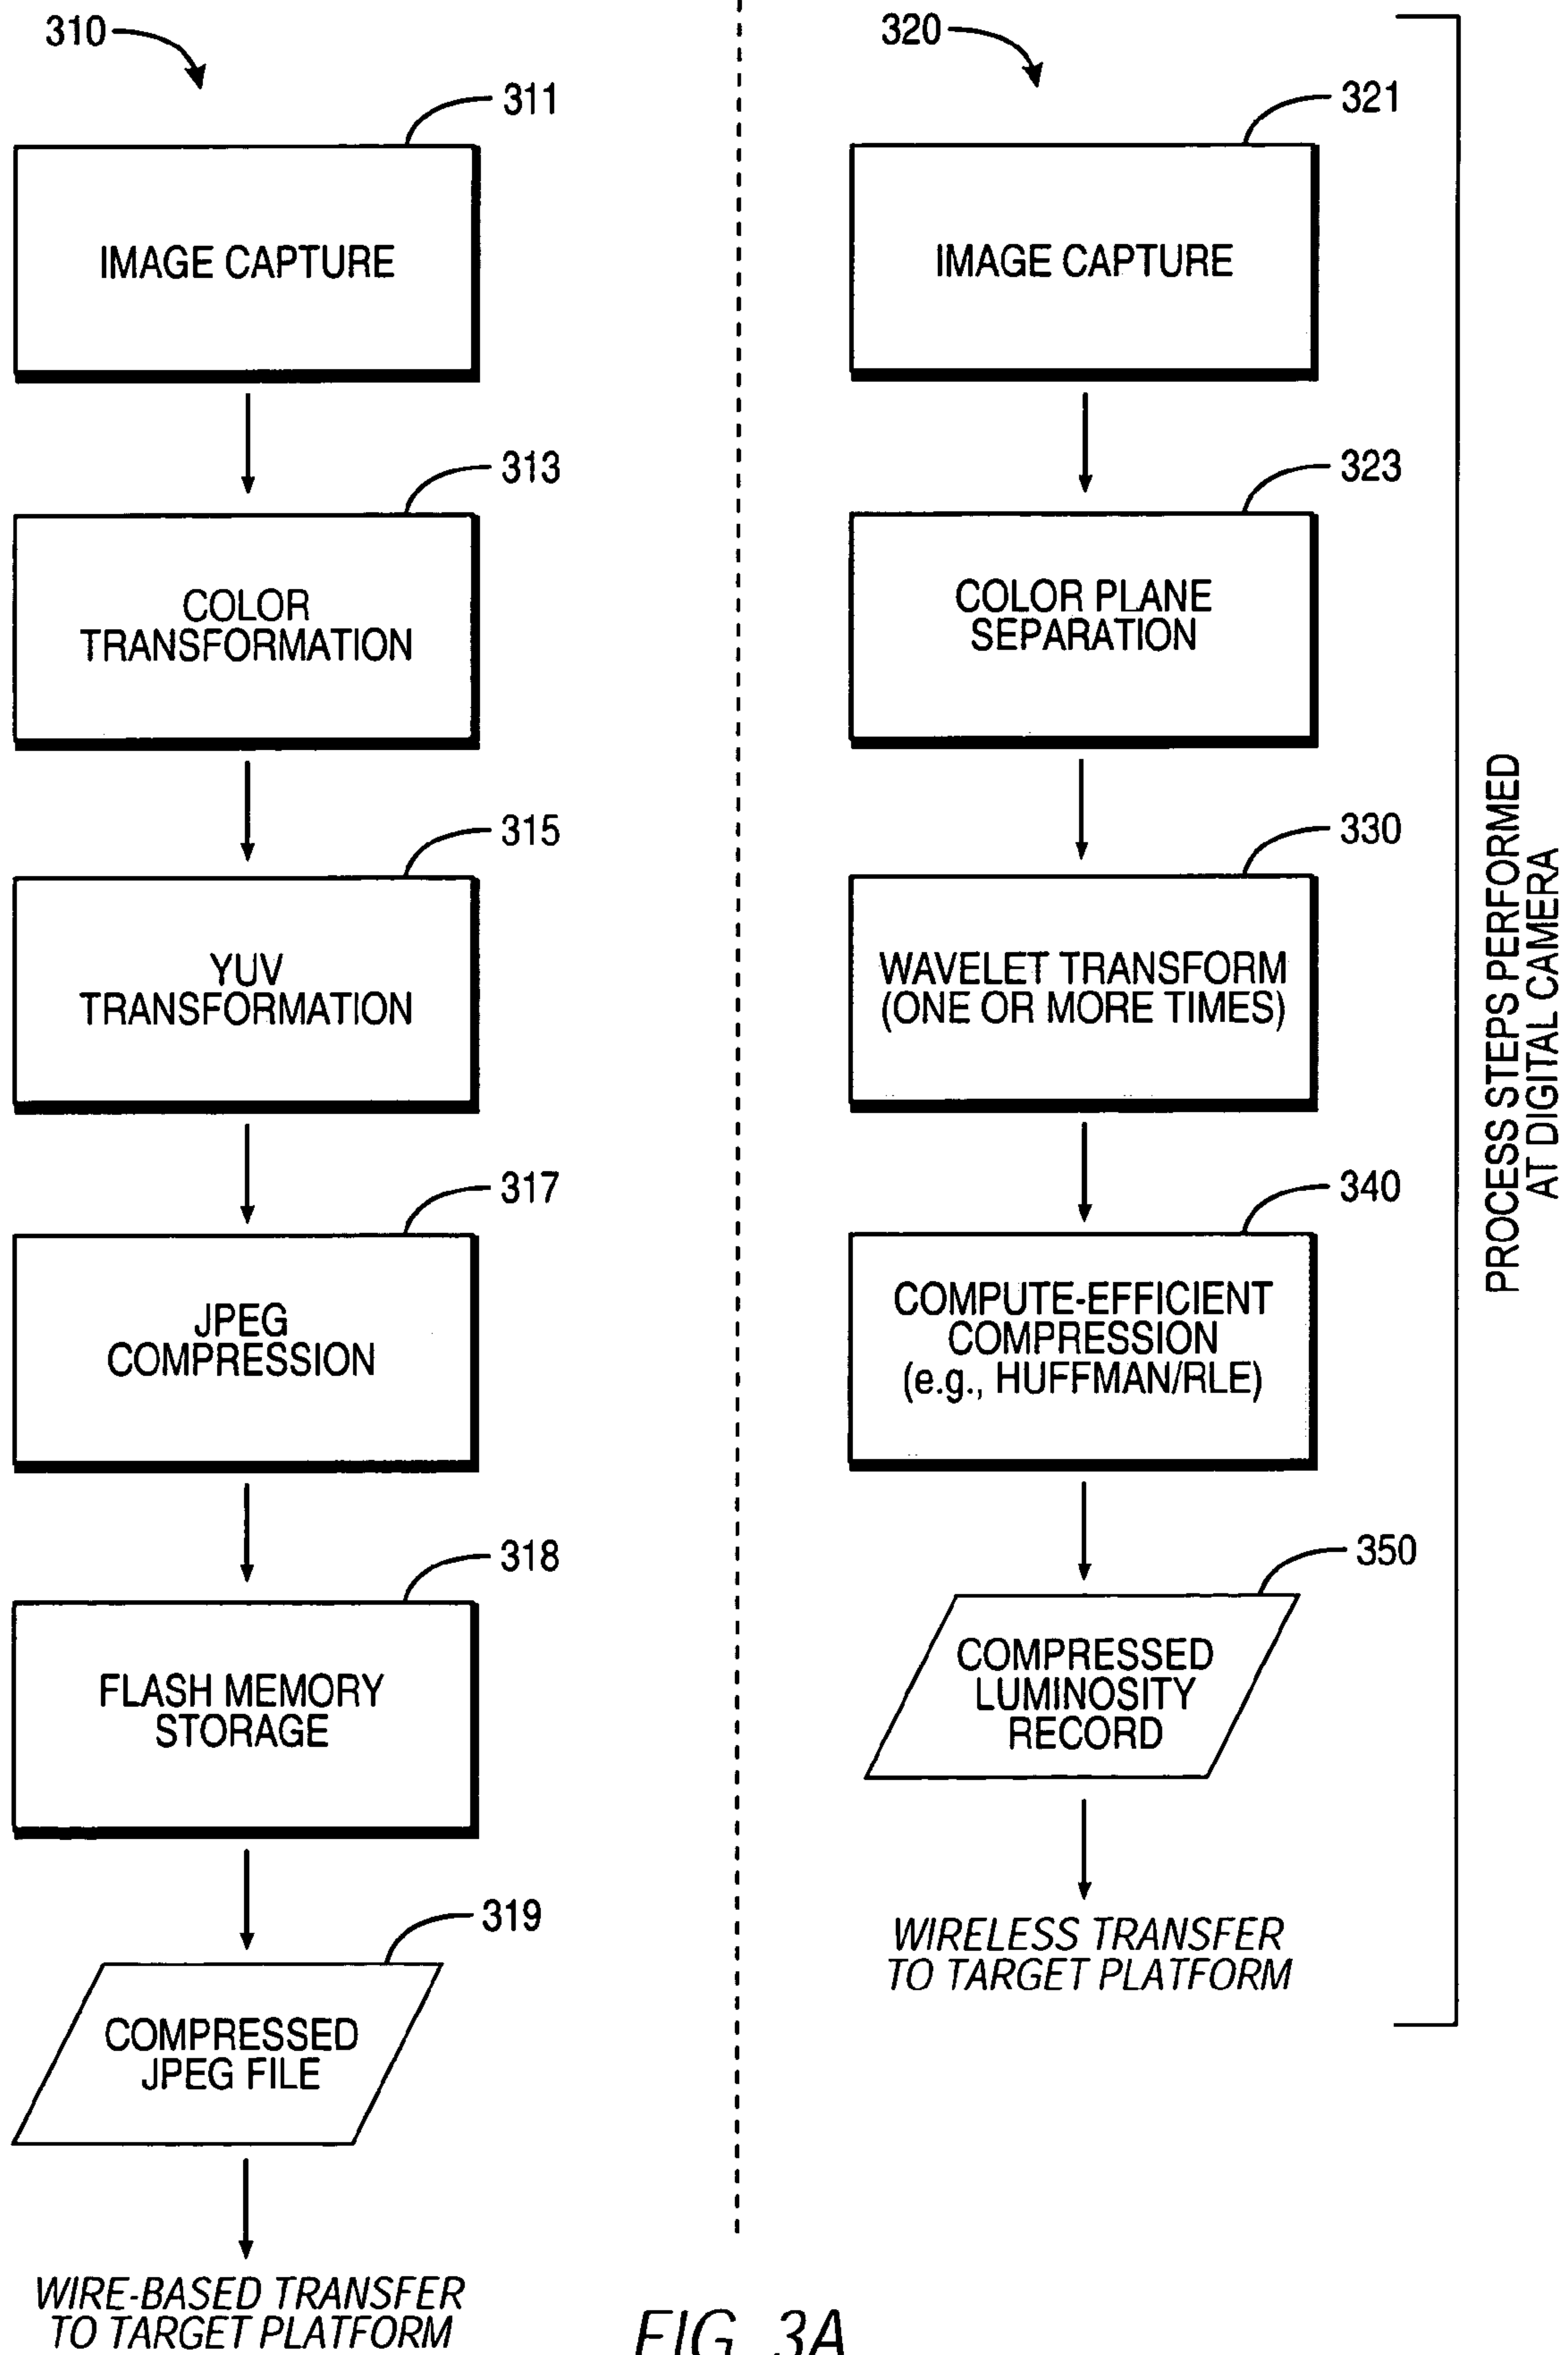 310
311
IMAGE CAPTURE
313
COLOR
TRANSFORMATION
315
YUV
TRANSFORMATION
317
JPEG
COMPRESSION
318
FLASH MEMORY
STORAGE
319
COMPRESSED
JPEG FILE
WIRE-BASED TRANSFER
TO TARGET PLATFORM
320
321
IMAGE CAPTURE
323
COLOR PLANE
SEPARATION
330
WAVELET TRANSFORM
(ONE OR MORE TIMES)
340
COMPUTE-EFFICIENT
COMPRESSION
(e.g., HUFFMAN/RLE)
350
COMPRESSED
LUMINOSITY
RECORD
WIRELESS TRANSFER
TO TARGET PLATFORM
PROCESS STEPS PERFORMED
AT DIGITAL CAMERA
FIG. 3A